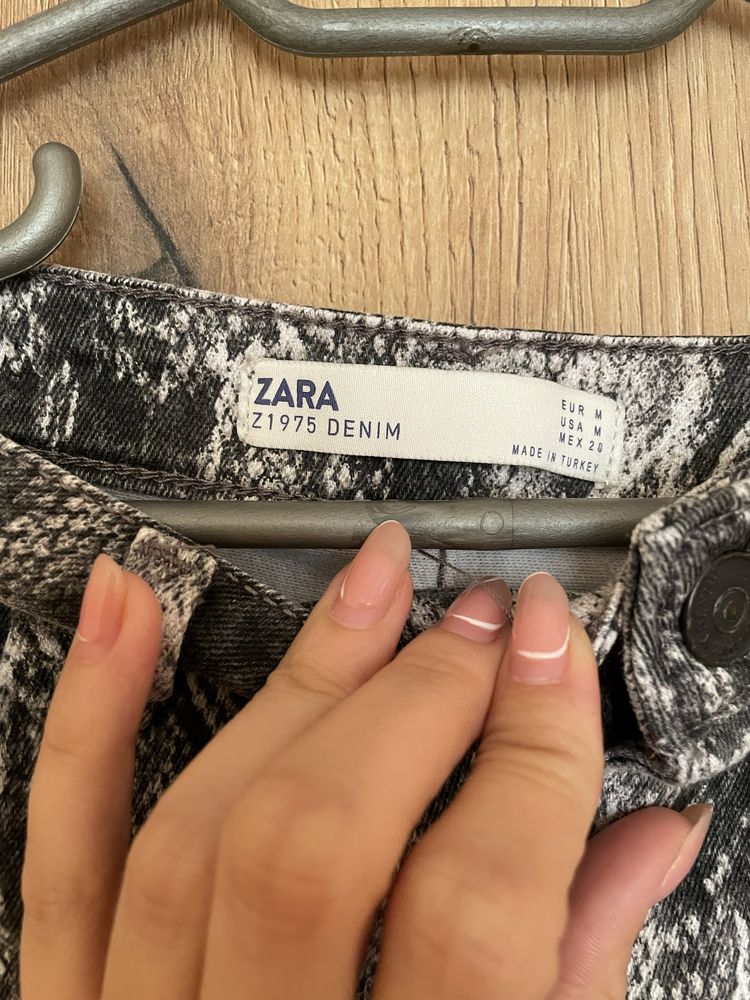 ZARA
Z1975 DENIM
EUR M
USA M
MEX 28
MADE IN TURKEY